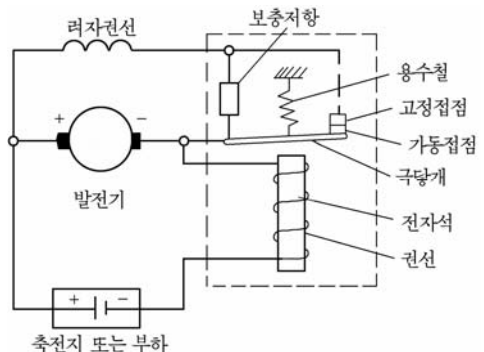 려자권선
보충저항
용수철
고정접점
가동접점
극닿개
+
−
발전기
전자석
권선
+
−
축전지 또는 부하